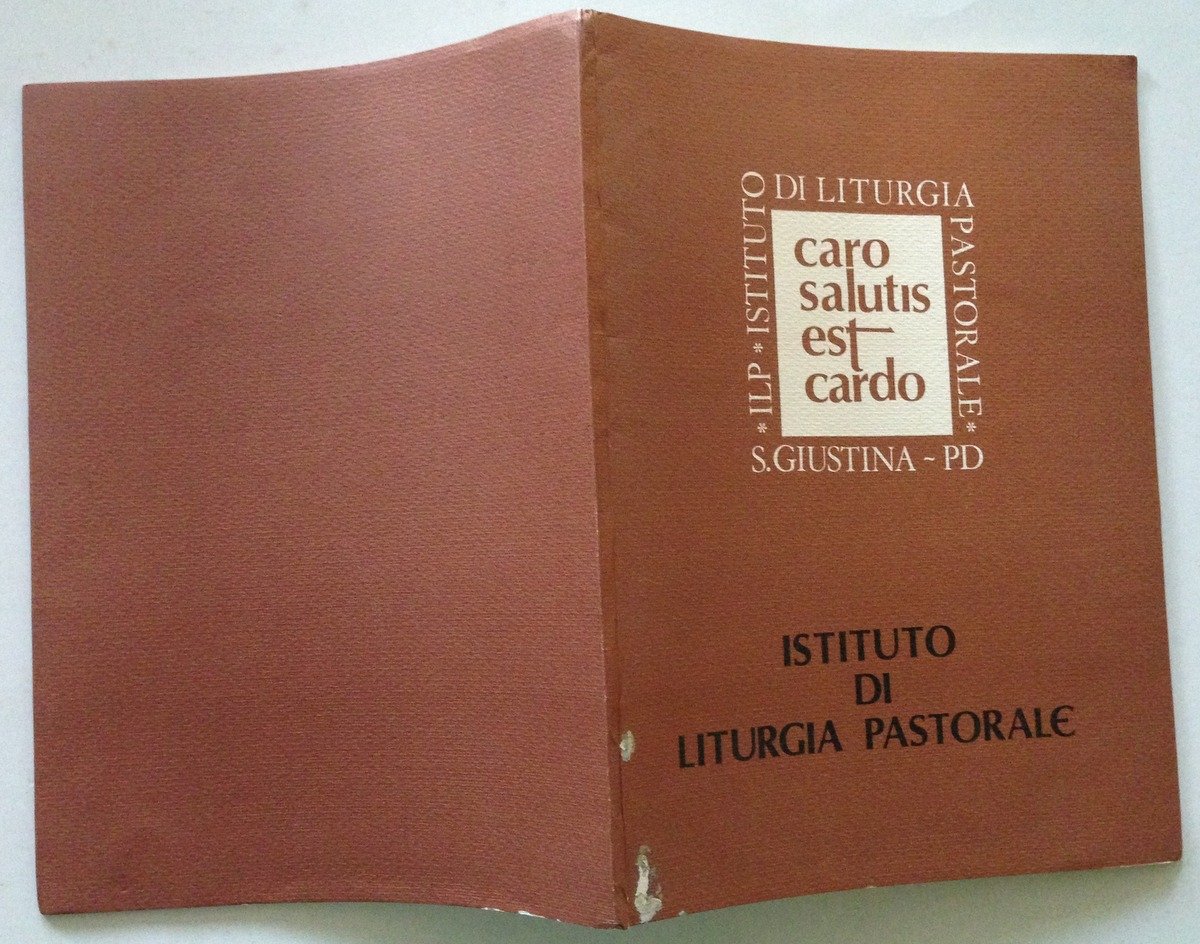 * ILP * ISTITUTO
DI LITURGIA
PASTORALE *
caro
salutis
est
cardo
S.GIUSTINA ~ PD
ISTITUTO
DI
LITURGIA PASTORALE